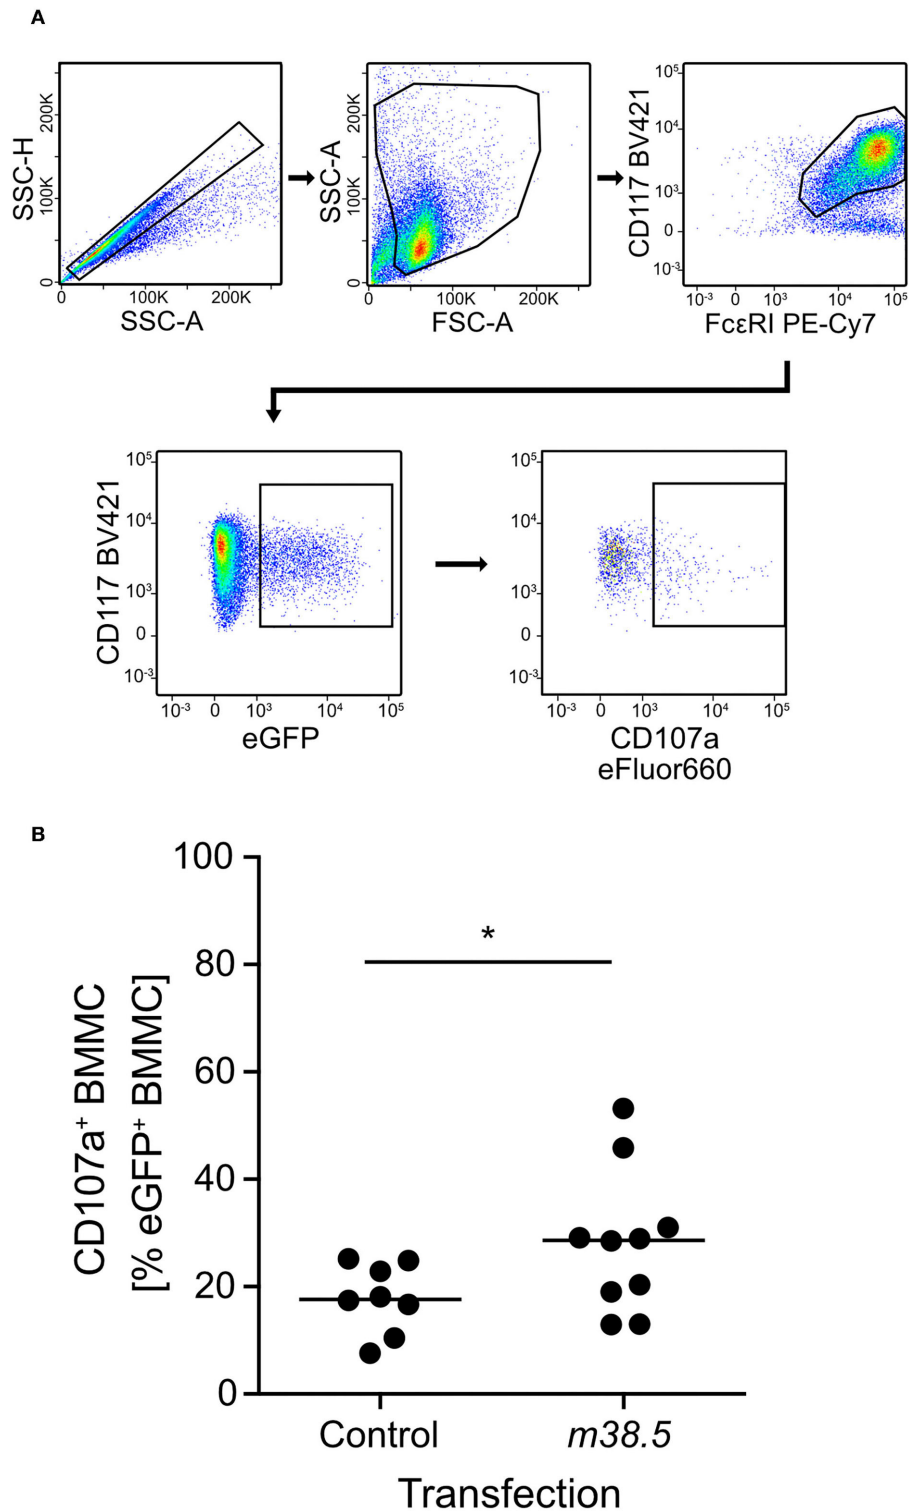 A
SSC-H
200K
100K
0
0 100K 200K
SSC-A
SSC-A
200K
100K
0
0 100K 200K
FSC-A
CD117 BV421
10^5
10^4
10^3
0
10^-3
10^-3 0 10^3 10^4 10^5
FcεRI PE-Cy7
CD117 BV421
10^5
10^4
10^3
0
10^-3
10^-3 0 10^3 10^4 10^5
eGFP
10^5
10^4
10^3
0
10^-3
10^-3 0 10^3 10^4 10^5
CD107a
eFluor660
B
CD107a+ BMMC
[% eGFP+ BMMC]
100
80
60
40
20
0
*
Control m38.5
Transfection